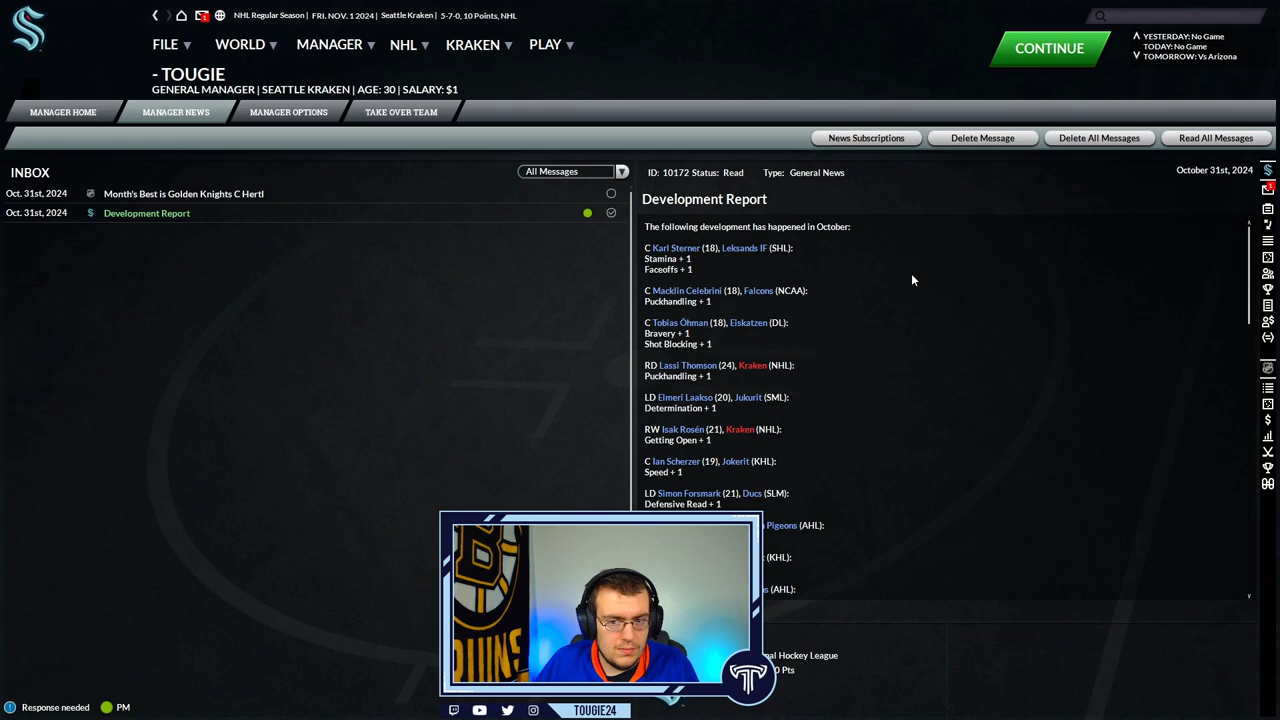 NHL Regular Season | FRI. NOV. 1 2024 | Seattle Kraken | 5-7-0, 10 Points, NHL
FILE WORLD MANAGER NHL KRAKEN PLAY
CONTINUE
YESTERDAY: No Game
TODAY: No Game
TOMORROW: Vs Arizona
- TOUGIE
GENERAL MANAGER | SEATTLE KRAKEN | AGE: 30 | SALARY: $1
MANAGER HOME MANAGER NEWS MANAGER OPTIONS TAKE OVER TEAM
News Subscriptions Delete Message Delete All Messages Read All Messages
INBOX
All Messages
Oct. 31st, 2024 Month's Best is Golden Knights C Hertl
Oct. 31st, 2024 Development Report
ID: 10172 Status: Read Type: General News October 31st, 2024
Development Report
The following development has happened in October:
C Karl Sterner (18), Leksands IF (SHL):
Stamina + 1
Faceoffs + 1
C Macklin Celebrini (18), Falcons (NCAA):
Puckhandling + 1
C Tobias Öhman (18), Eiskatzen (DL):
Bravery + 1
Shot Blocking + 1
RD Lassi Thomson (24), Kraken (NHL):
Puckhandling + 1
LD Elmeri Laakso (20), Jukurit (SML):
Determination + 1
RW Isak Rosén (21), Kraken (NHL):
Getting Open + 1
C Ian Scherzer (19), Jokerit (KHL):
Speed + 1
LD Simon Forsmark (21), Ducs (SLM):
Defensive Read + 1
Pigeons (AHL):
(KHL):
(AHL):
Hockey League
Pts
B
TOUGIE24
Response needed PM